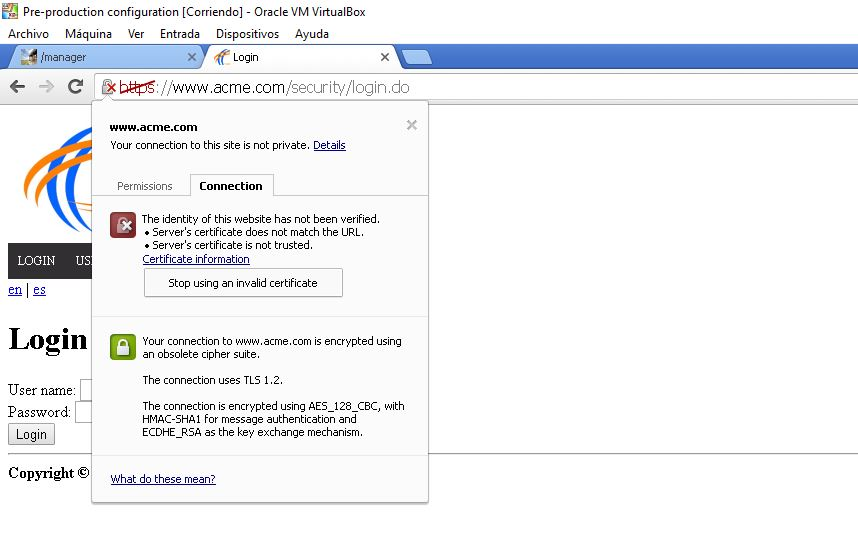 Pre-production configuration [Corriendo] - Oracle VM VirtualBox
Archivo Máquina Ver Entrada Dispositivos Ayuda
/manager Login
https://www.acme.com/security/login.do
www.acme.com
Your connection to this site is not private. Details
Permissions Connection
The identity of this website has not been verified.
• Server's certificate does not match the URL.
• Server's certificate is not trusted.
Certificate information
Stop using an invalid certificate
Your connection to www.acme.com is encrypted using
an obsolete cipher suite.
The connection uses TLS 1.2.
The connection is encrypted using AES_128_CBC, with
HMAC-SHA1 for message authentication and
ECDHE_RSA as the key exchange mechanism.
What do these mean?
LOGIN
en | es
Login
User name:
Password:
Login
Copyright ©